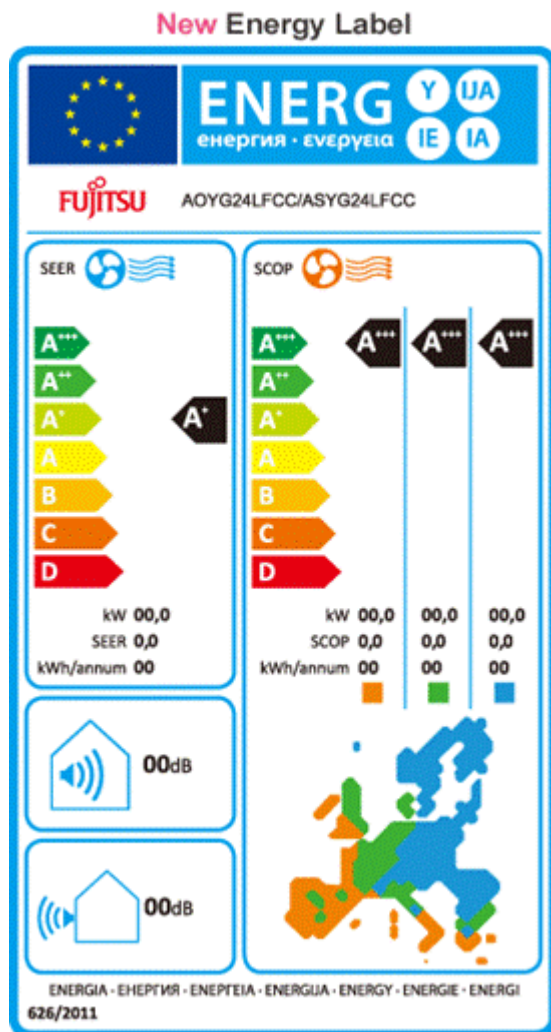 New Energy Label
ENERG Y IJA
енергия · ενεργεια IE IA
FUJITSU AOYG24LFCC/ASYG24LFCC
SEER
A+++
A++
A+
A
B
C
D
A+
kW 00,0
SEER 0,0
kWh/annum 00
SCOP
A+++
A++
A+
A
B
C
D
A+++ A+++ A+++
kW 00,0 00,0 00,0
SCOP 0,0 0,0 0,0
kWh/annum 00 00 00
00dB
00dB
ENERGIA · ЕНЕРГИЯ · ΕΝΕΡΓΕΙΑ · ENERGIJA · ENERGY · ENERGIE · ENERGI
626/2011